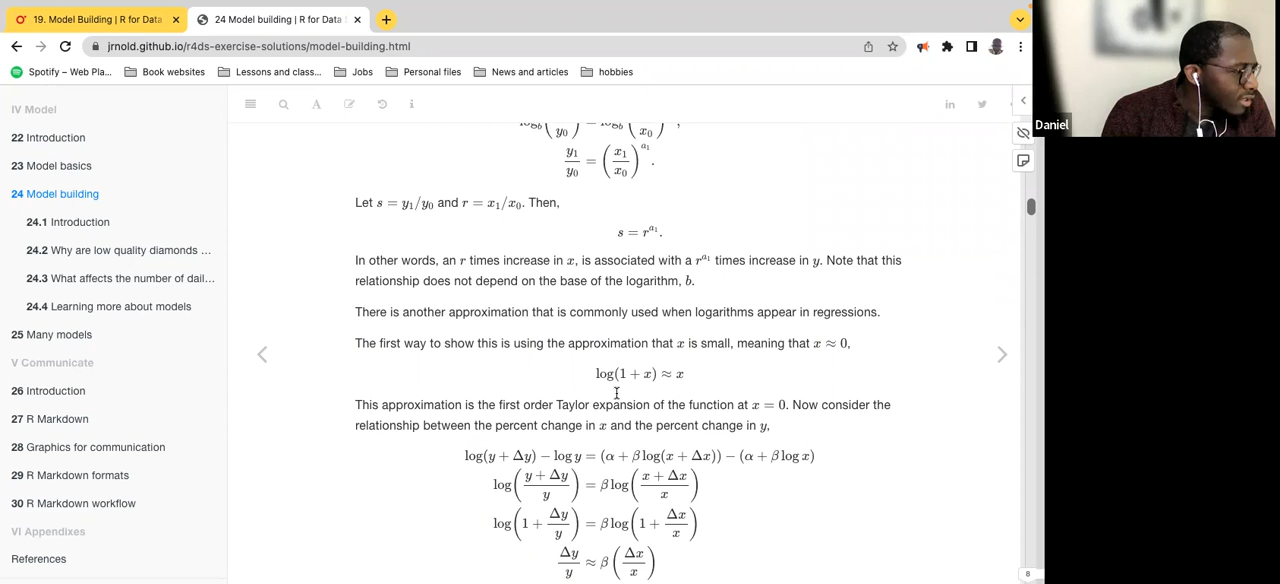 19. Model Building | R for Data
24 Model building | R for Data
jrnold.github.io/r4ds-exercise-solutions/model-building.html
Spotify – Web Pla...
Book websites
Lessons and class...
Jobs
Personal files
News and articles
hobbies
Daniel
IV Model
22 Introduction
23 Model basics
24 Model building
24.1 Introduction
24.2 Why are low quality diamonds ...
24.3 What affects the number of dail...
24.4 Learning more about models
25 Many models
V Communicate
26 Introduction
27 R Markdown
28 Graphics for communication
29 R Markdown formats
30 R Markdown workflow
VI Appendixes
References
y₁/y₀ = (x₁/x₀)^a₁.
Let s = y₁/y₀ and r = x₁/x₀. Then,
s = r^a₁.
In other words, an r times increase in x, is associated with a r^a₁ times increase in y. Note that this
relationship does not depend on the base of the logarithm, b.
There is another approximation that is commonly used when logarithms appear in regressions.
The first way to show this is using the approximation that x is small, meaning that x ≈ 0,
log(1 + x) ≈ x
This approximation is the first order Taylor expansion of the function at x = 0. Now consider the
relationship between the percent change in x and the percent change in y,
log(y + Δy) − log y = (α + β log(x + Δx)) − (α + β log x)
log((y + Δy)/y) = β log((x + Δx)/x)
log(1 + Δy/y) = β log(1 + Δx/x)
Δy/y ≈ β (Δx/x)
8